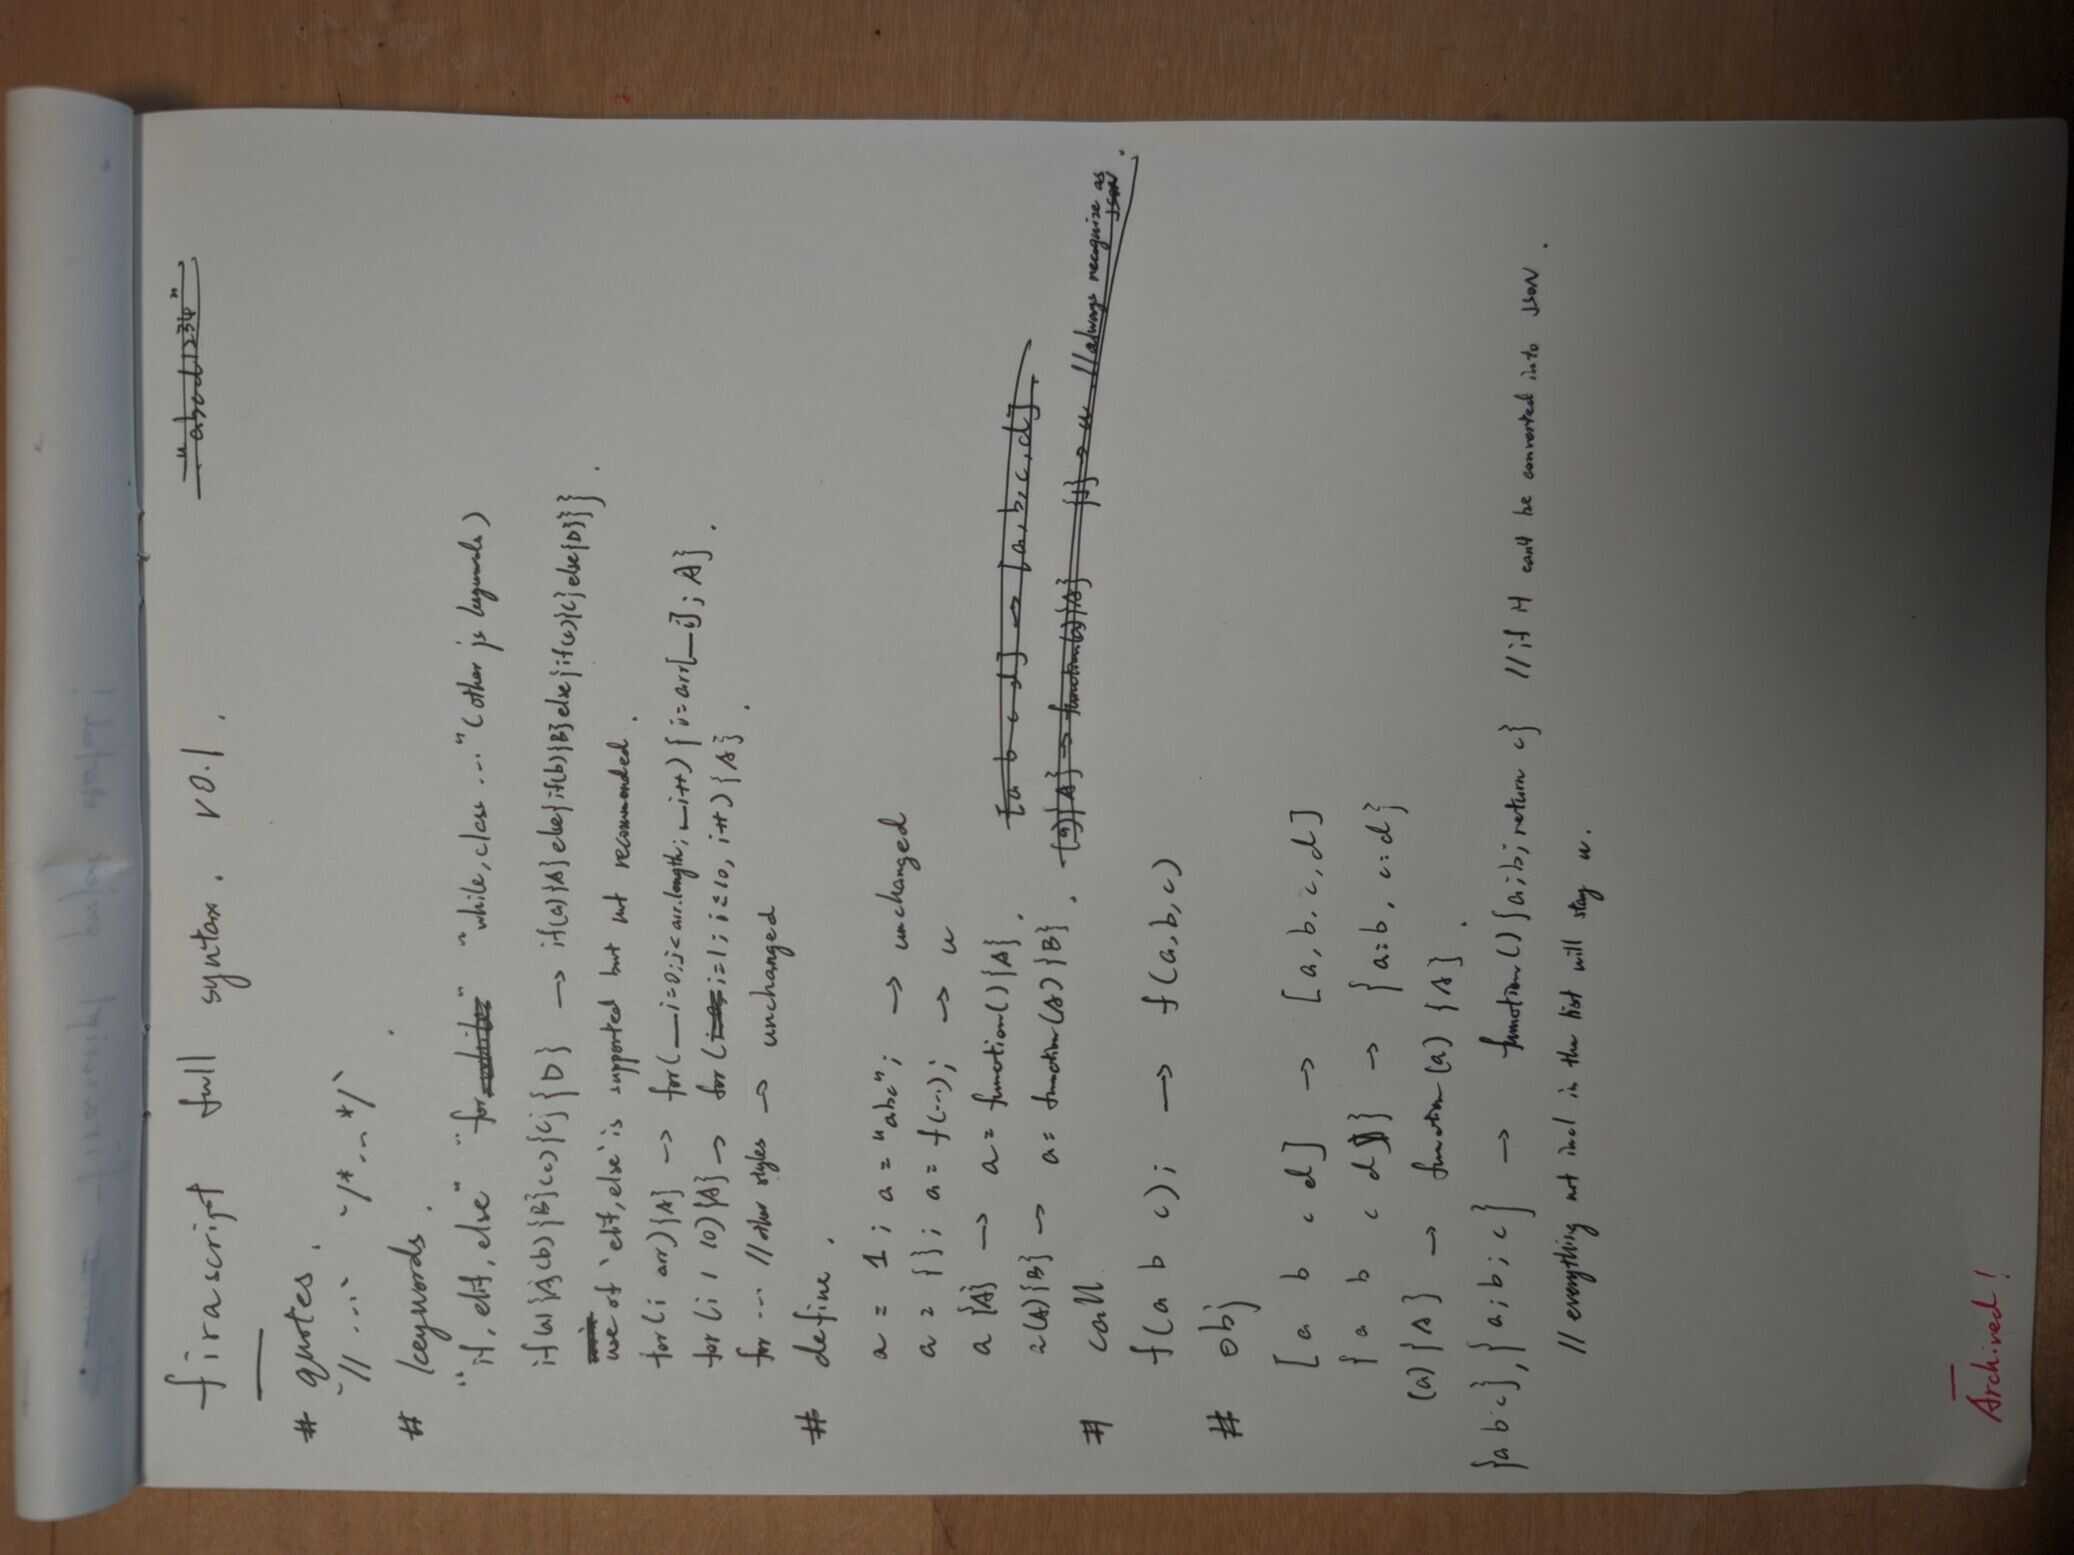 firascript full syntax. v0.1.
"abcd1234"
# quotes.
`// ...` `/*...*/`
# keywords.
"if, elif, else" "for while" "while, class ..." (other js keywords)
if(a){A}(b){B}(c){C}{D} → if(a){A}else{if(b){B}else{if(c){C}else{D}}}.
use of `elif, else` is supported but not recommended.
for(i arr){A} → for(__i=0;i<arr.length;__i++){i=arr[__i]; A}.
for(i 1 10){A} → for(i=1; i≤10, i++){A}.
for ... // other styles → unchanged
# define.
a = 1; a = "abc"; → unchanged
a = {}; a = f(...); → u
a {A} → a = function(){A}.
[a b c d] → [a,b,c,d]
a(A){B} → a = function(A){B}.
(a){A} → function(a){A} {} → u // always recognize as JSON.
# call
f(a b c); → f(a,b,c)
# obj
[a b c d] → [a,b,c,d]
{a b c d} → {a:b, c:d}
(a){A} → function(a) {A}.
{a b c}, {a; b; c} → function(){a;b;return c} // if it can't be converted into JSON.
// everything not incl in the list will stay u.
Archived!